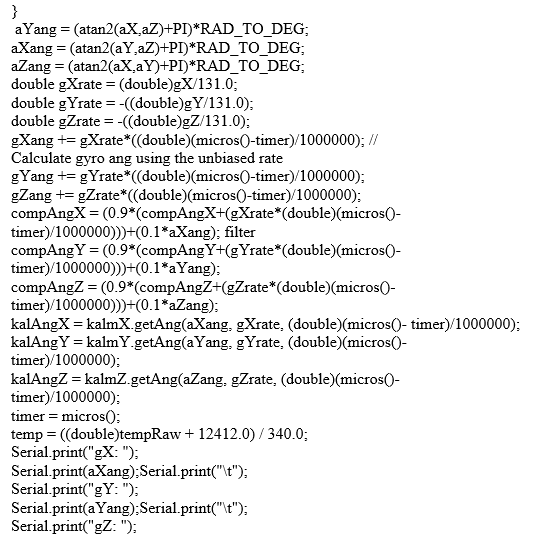 }
aYang = (atan2(aX,aZ)+PI)*RAD_TO_DEG;
aXang = (atan2(aY,aZ)+PI)*RAD_TO_DEG;
aZang = (atan2(aX,aY)+PI)*RAD_TO_DEG;
double gXrate = (double)gX/131.0;
double gYrate = -((double)gY/131.0);
double gZrate = -((double)gZ/131.0);
gXang += gXrate*((double)(micros()-timer)/1000000); //
Calculate gyro ang using the unbiased rate
gYang += gYrate*((double)(micros()-timer)/1000000);
gZang += gZrate*((double)(micros()-timer)/1000000);
compAngX = (0.9*(compAngX+(gXrate*(double)(micros()-
timer)/1000000)))+(0.1*aXang); filter
compAngY = (0.9*(compAngY+(gYrate*(double)(micros()-
timer)/1000000)))+(0.1*aYang);
compAngZ = (0.9*(compAngZ+(gZrate*(double)(micros()-
timer)/1000000)))+(0.1*aZang);
kalAngX = kalmX.getAng(aXang, gXrate, (double)(micros()- timer)/1000000);
kalAngY = kalmY.getAng(aYang, gYrate, (double)(micros()-
timer)/1000000);
kalAngZ = kalmZ.getAng(aZang, gZrate, (double)(micros()-
timer)/1000000);
timer = micros();
temp = ((double)tempRaw + 12412.0) / 340.0;
Serial.print("gX: ");
Serial.print(aXang);Serial.print("\t");
Serial.print("gY: ");
Serial.print(aYang);Serial.print("\t");
Serial.print("gZ: ");